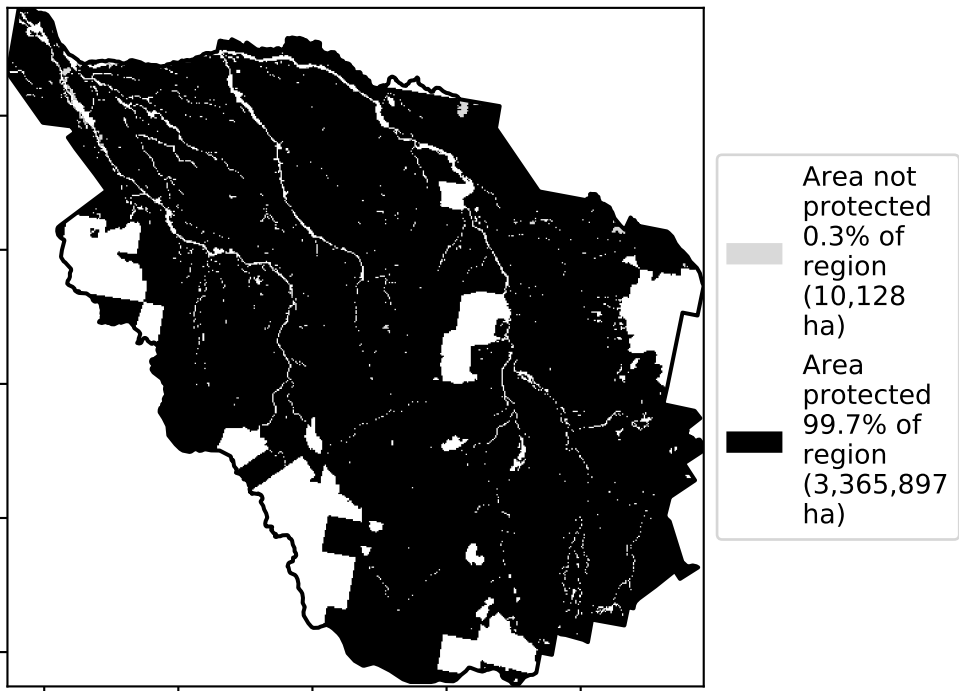 Area not
protected
0.3% of
region
(10,128
ha)
Area
protected
99.7% of
region
(3,365,897
ha)